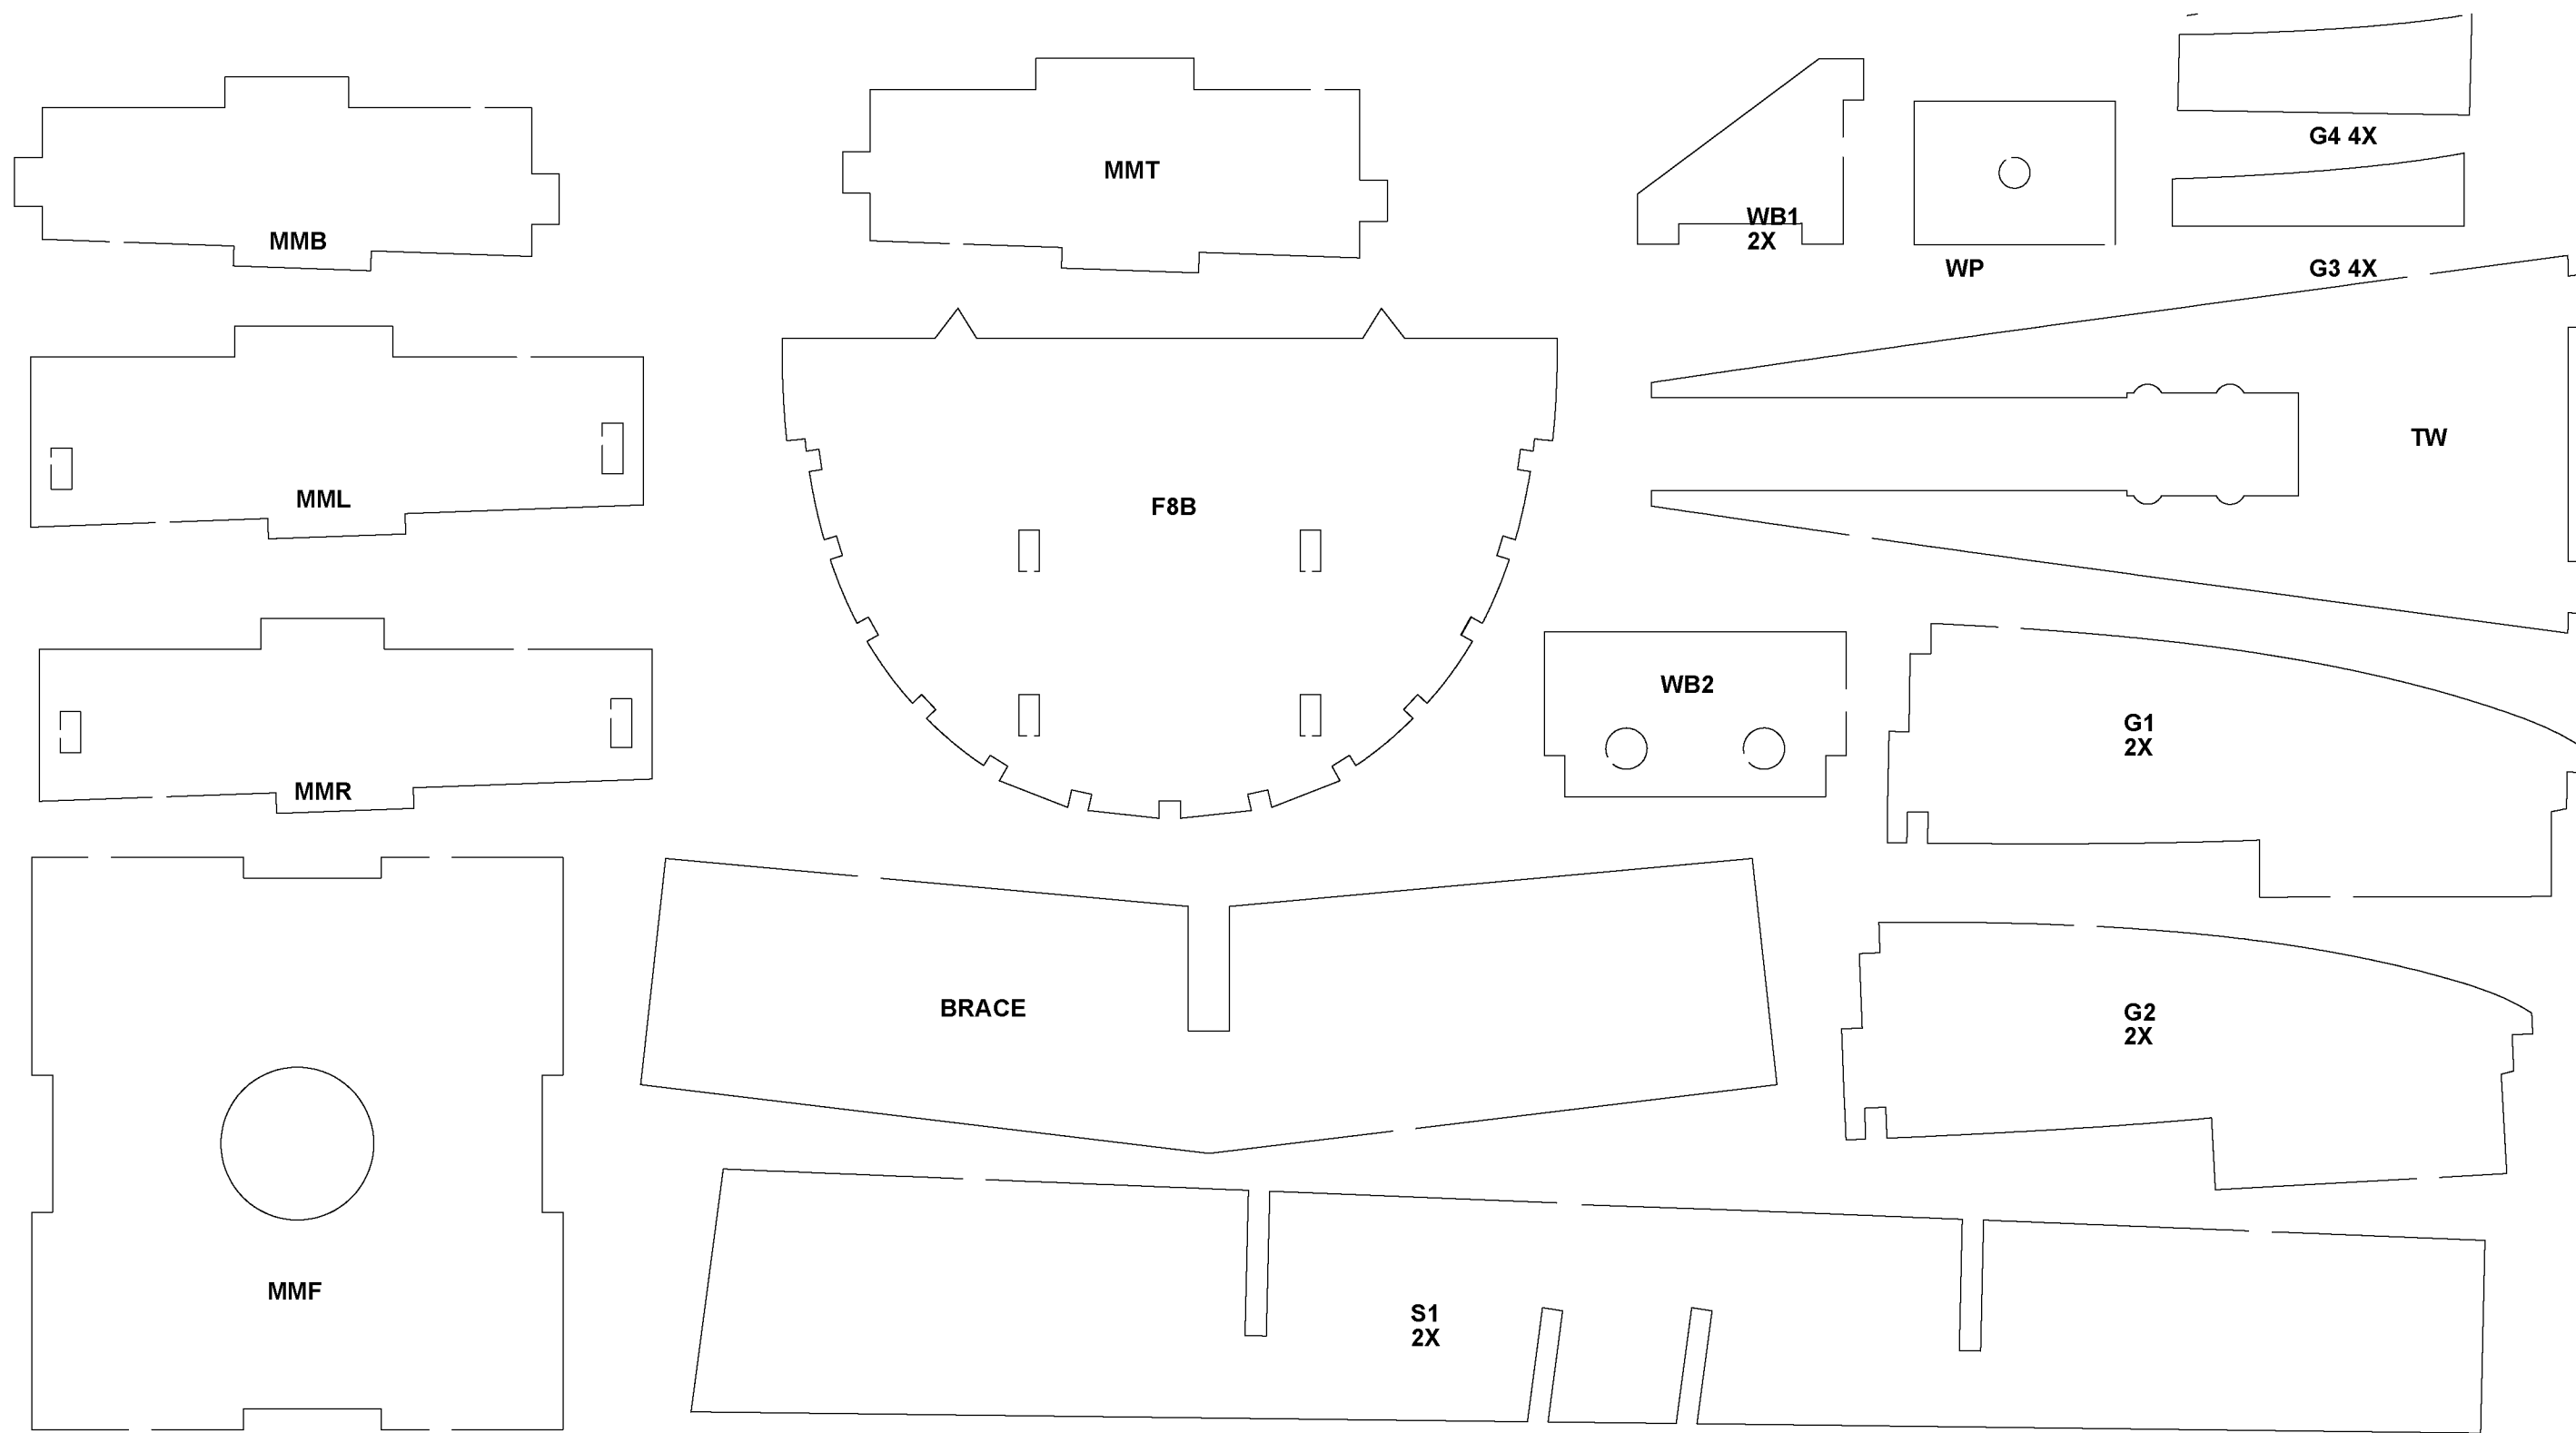 G4 4X
MMT
WB1
2X
MMB
WP
G3 4X
TW
MML
F8B
WB2
G1
2X
MMR
BRACE
G2
2X
MMF
S1
2X